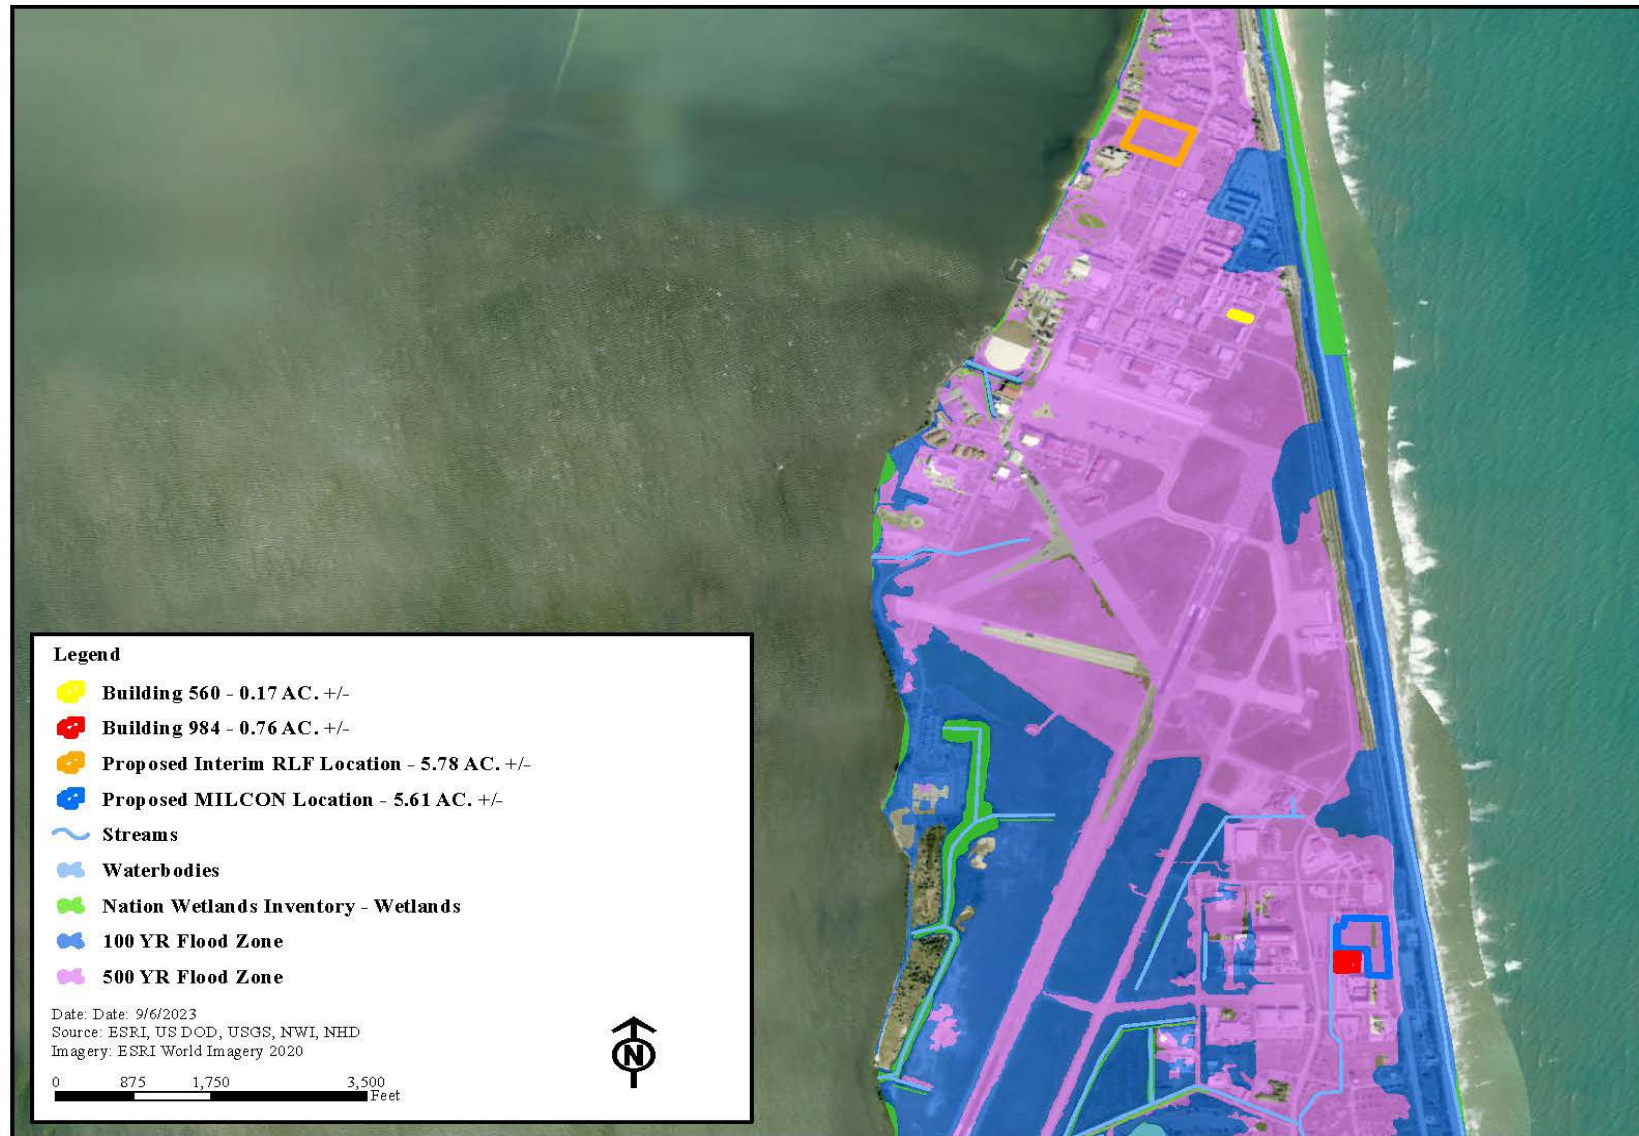 Legend
Building 560 - 0.17 AC. +/-
Building 984 - 0.76 AC. +/-
Proposed Interim RLF Location - 5.78 AC. +/-
Proposed MILCON Location - 5.61 AC. +/-
Streams
Waterbodies
Nation Wetlands Inventory - Wetlands
100 YR Flood Zone
500 YR Flood Zone
Date: Date: 9/6/2023
Source: ESRI, US DOD, USGS, NWI, NHD
Imagery: ESRI World Imagery 2020
N
0 875 1,750 3,500
Feet